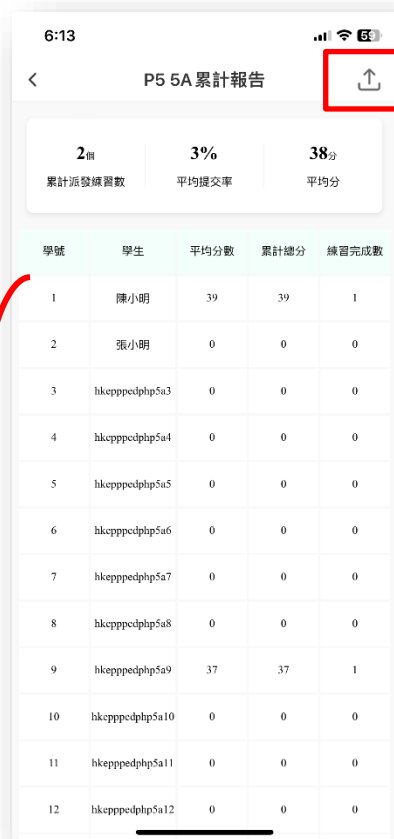 6:13
59
P5 5A累計報告
2個 3% 38分
累計派發練習數 平均提交率 平均分
學號 學生 平均分數 累計總分 練習完成數
1 陳小明 39 39 1
2 張小明 0 0 0
3 hkepppedphp5a3 0 0 0
4 hkepppedphp5a4 0 0 0
5 hkepppedphp5a5 0 0 0
6 hkepppedphp5a6 0 0 0
7 hkepppedphp5a7 0 0 0
8 hkepppedphp5a8 0 0 0
9 hkepppedphp5a9 37 37 1
10 hkepppedphp5a10 0 0 0
11 hkepppedphp5a11 0 0 0
12 hkepppedphp5a12 0 0 0